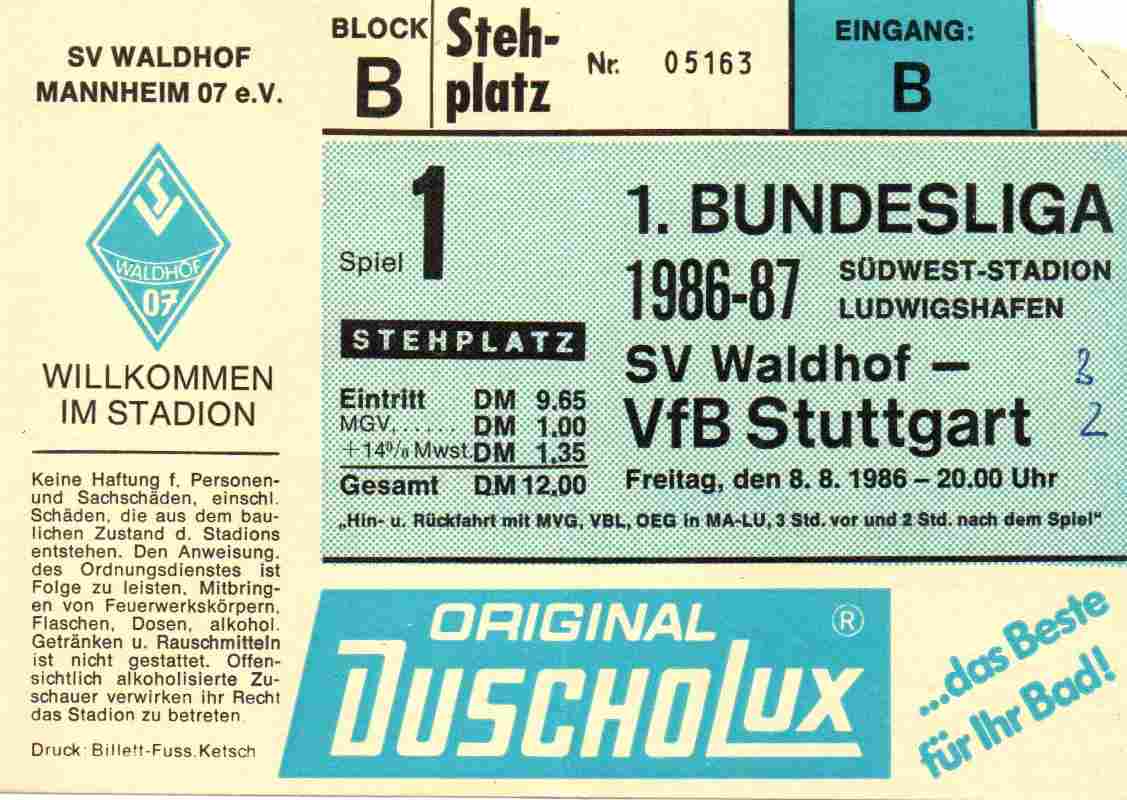 SV WALDHOF
MANNHEIM 07 e.V.
SV
WALDHOF
07
WILLKOMMEN
IM STADION
Keine Haftung f. Personen-
und Sachschäden, einschl.
Schäden, die aus dem bau-
lichen Zustand d. Stadions
entstehen. Den Anweisung.
des Ordnungsdienstes ist
Folge zu leisten. Mitbring-
en von Feuerwerkskörpern,
Flaschen, Dosen, alkohol.
Getränken u. Rauschmitteln
ist nicht gestattet. Offen-
sichtlich alkoholisierte Zu-
schauer verwirken ihr Recht
das Stadion zu betreten.
Druck: Billett-Fuss.Ketsch
BLOCK
B
Steh-
platz
Nr. 05163
EINGANG:
B
Spiel 1
STEHPLATZ
Eintritt DM 9.65
MGV...... DM 1.00
+14% Mwst. DM 1.35
Gesamt DM 12.00
1. BUNDESLIGA
1986-87
SÜDWEST-STADION
LUDWIGSHAFEN
SV Waldhof – 3
VfB Stuttgart 2
Freitag, den 8. 8. 1986 – 20.00 Uhr
„Hin- u. Rückfahrt mit MVG, VBL, OEG in MA-LU, 3 Std. vor und 2 Std. nach dem Spiel“
ORIGINAL ®
DUSCHOLUX
...das Beste
für Ihr Bad!